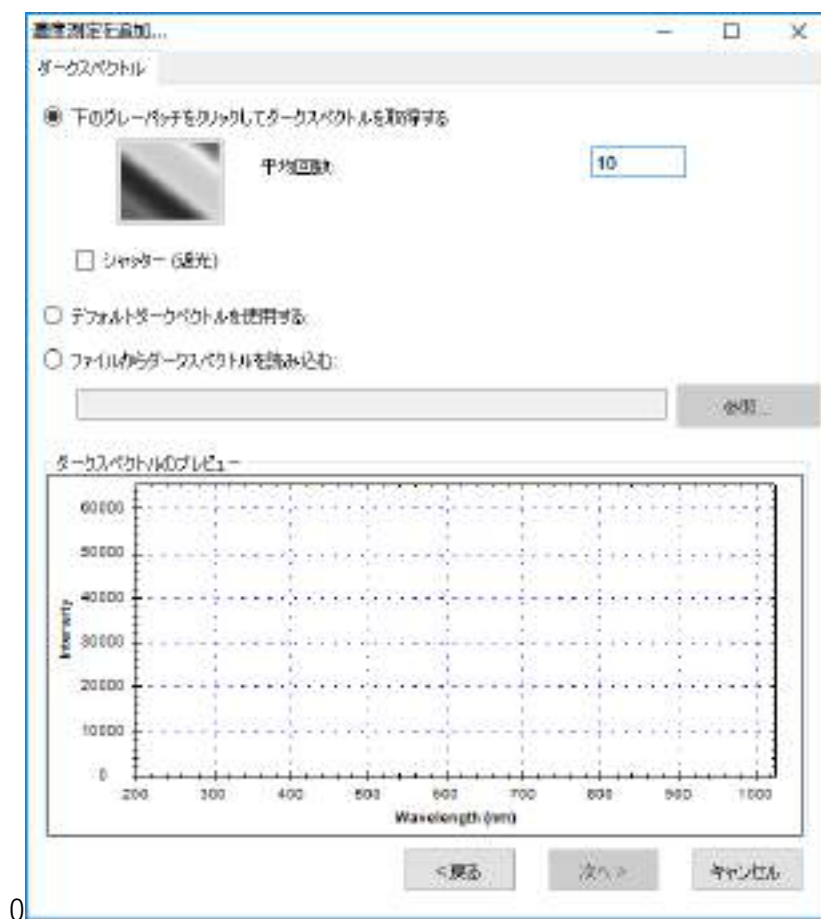 濃度測定を追加...
ダークスペクトル
下のグレーパッチをクリックしてダークスペクトルを取得する
平均回数
10
シャッター (遮光)
デフォルトダークペクトルを使用する:
ファイルからダークスペクトルを読み込む:
参照...
ダークスペクトルのプレビュー
60000
50000
40000
30000
20000
10000
0
Intensity
200 300 400 500 600 700 800 900 1000
Wavelength (nm)
<戻る 次へ > キャンセル
0